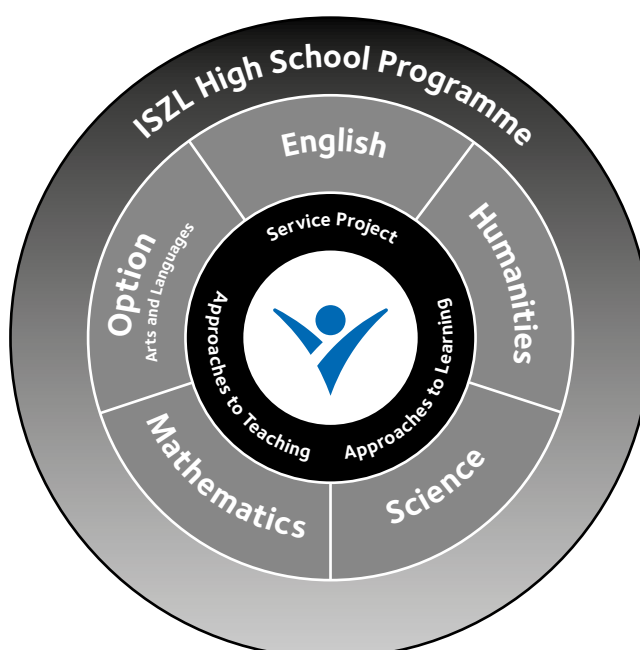 ISZL High School Programme
English
Humanities
Science
Mathematics
Option
Arts and Languages
Service Project
Approaches to Learning
Approaches to Teaching